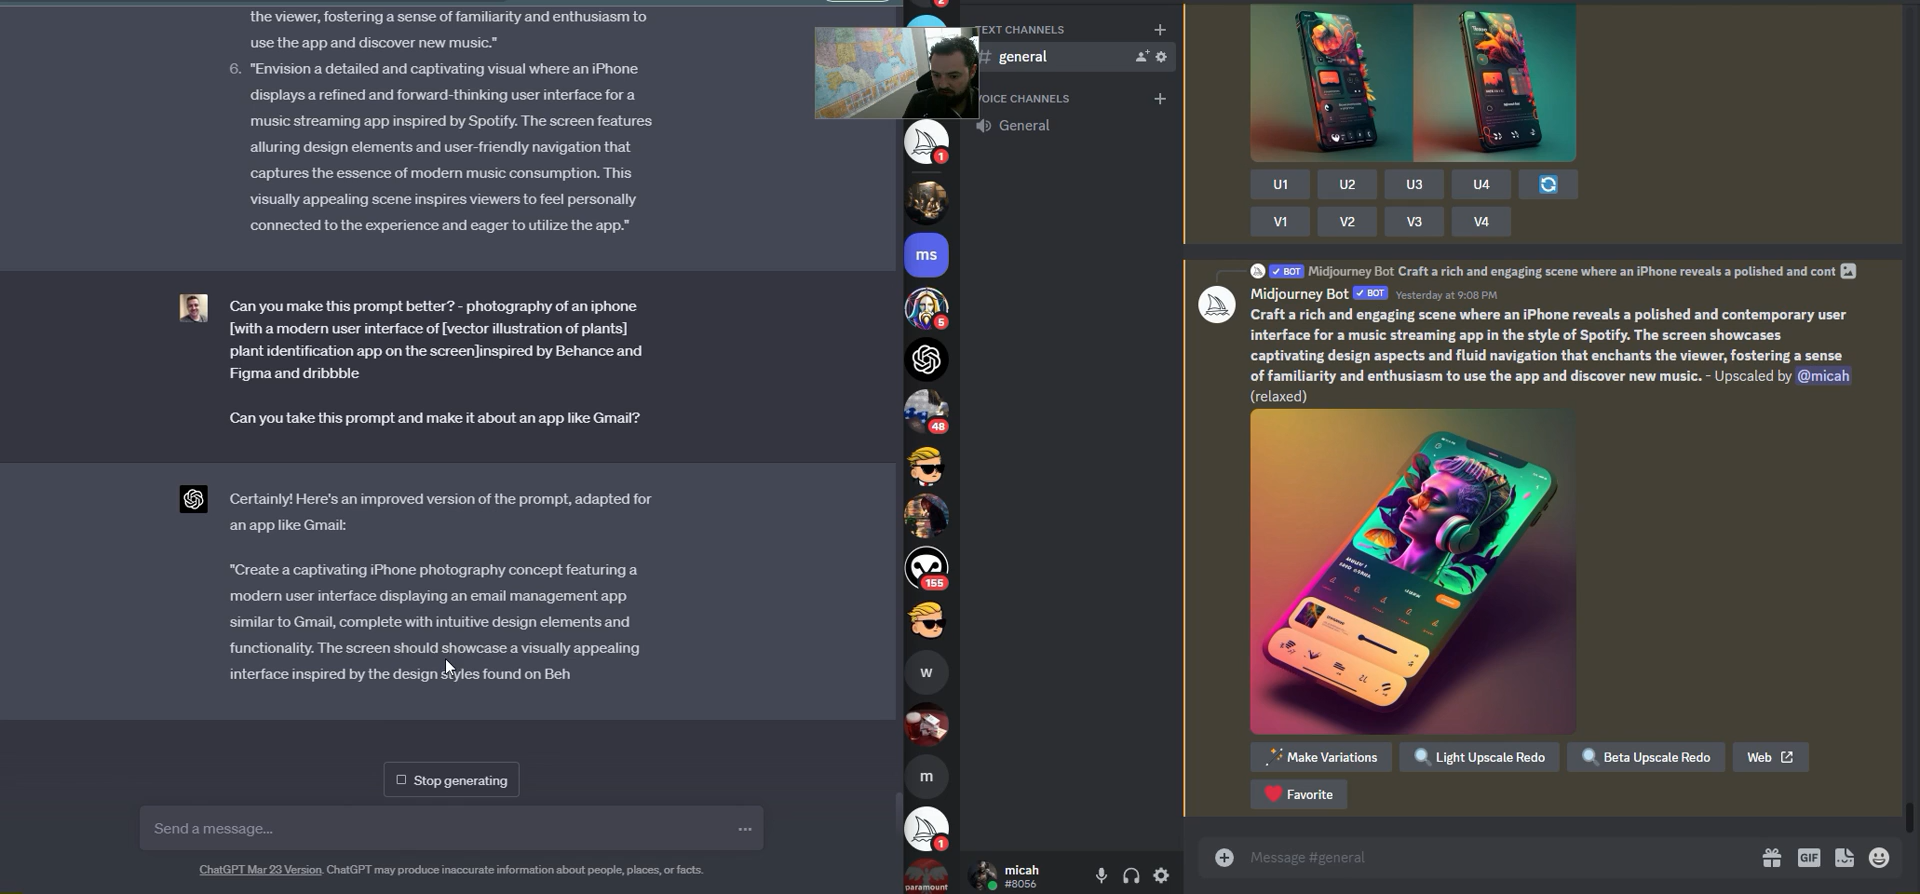 the viewer, fostering a sense of familiarity and enthusiasm to
use the app and discover new music."
6. "Envision a detailed and captivating visual where an iPhone
displays a refined and forward-thinking user interface for a
music streaming app inspired by Spotify. The screen features
alluring design elements and user-friendly navigation that
captures the essence of modern music consumption. This
visually appealing scene inspires viewers to feel personally
connected to the experience and eager to utilize the app."
Can you make this prompt better? - photography of an iphone
[with a modern user interface of [vector illustration of plants]
plant identification app on the screen]inspired by Behance and
Figma and dribbble
Can you take this prompt and make it about an app like Gmail?
Certainly! Here's an improved version of the prompt, adapted for
an app like Gmail:
"Create a captivating iPhone photography concept featuring a
modern user interface displaying an email management app
similar to Gmail, complete with intuitive design elements and
functionality. The screen should showcase a visually appealing
interface inspired by the design styles found on Beh
Stop generating
Send a message...
ChatGPT Mar 23 Version. ChatGPT may produce inaccurate information about people, places, or facts.
2
1
ms
5
48
155
w
m
1
paramount
TEXT CHANNELS
# general
VOICE CHANNELS
General
micah
#8056
U1 U2 U3 U4
V1 V2 V3 V4
BOT Midjourney Bot Craft a rich and engaging scene where an iPhone reveals a polished and cont
Midjourney Bot BOT Yesterday at 9:08 PM
Craft a rich and engaging scene where an iPhone reveals a polished and contemporary user
interface for a music streaming app in the style of Spotify. The screen showcases
captivating design aspects and fluid navigation that enchants the viewer, fostering a sense
of familiarity and enthusiasm to use the app and discover new music. - Upscaled by @micah
(relaxed)
Make Variations Light Upscale Redo Beta Upscale Redo Web
Favorite
Message #general
GIF